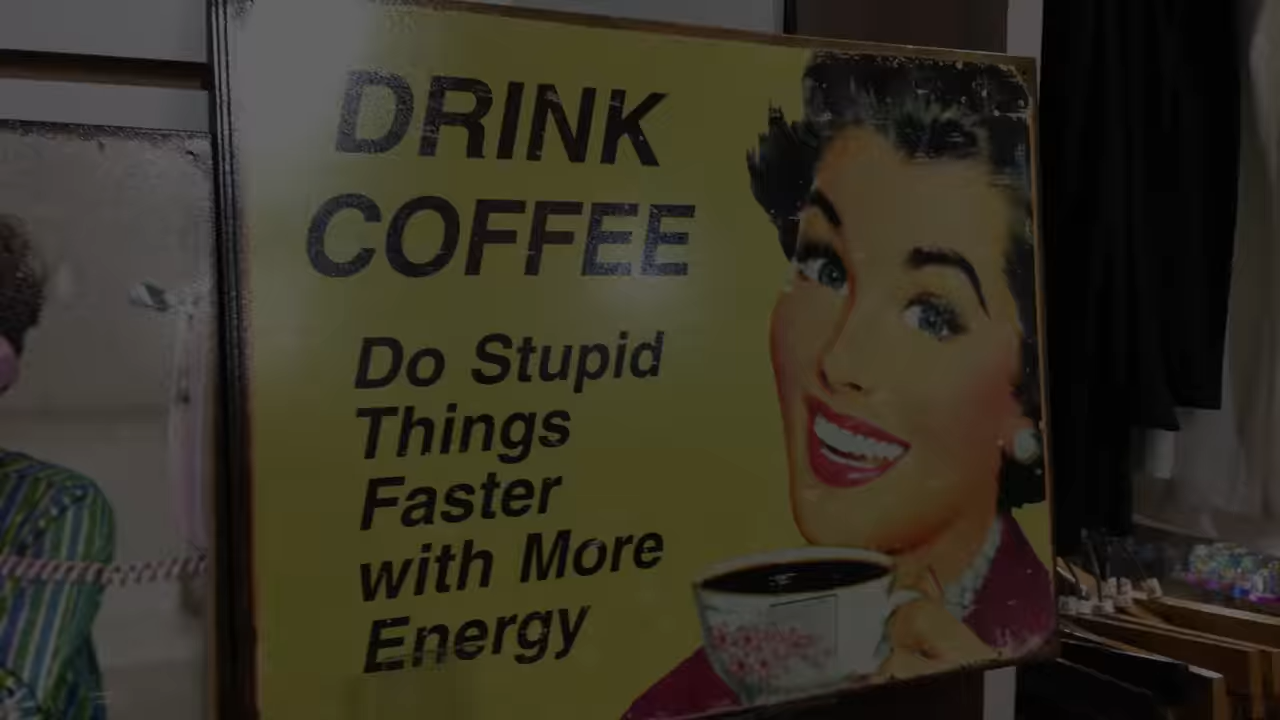 DRINK
COFFEE
Do Stupid
Things
Faster
with More
Energy